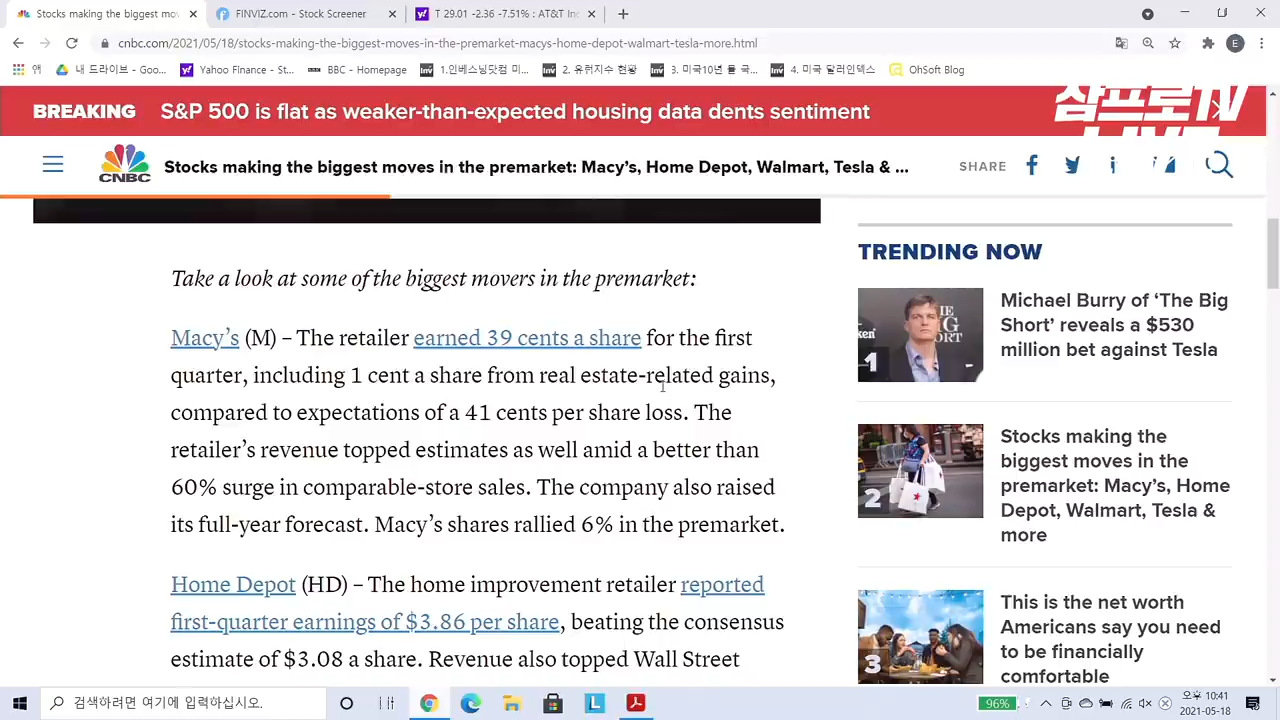 Stocks making the biggest mov
FINVIZ.com - Stock Screener
T 29.01 -2.36 -7.51% : AT&T Inc
cnbc.com/2021/05/18/stocks-making-the-biggest-moves-in-the-premarket-macys-home-depot-walmart-tesla-more.html
앱
내 드라이브 - Goo...
Yahoo Finance - St...
BBC - Homepage
1.인베스닝닷컴 미...
2. 유럽지수 현황
3. 미국10년 물 국...
4. 미국 달러인덱스
OhSoft Blog
BREAKING S&P 500 is flat as weaker-than-expected housing data dents sentiment
삼프로TV
CNBC
Stocks making the biggest moves in the premarket: Macy's, Home Depot, Walmart, Tesla & ...
SHARE
Take a look at some of the biggest movers in the premarket:
Macy's (M) – The retailer earned 39 cents a share for the first
quarter, including 1 cent a share from real estate-related gains,
compared to expectations of a 41 cents per share loss. The
retailer's revenue topped estimates as well amid a better than
60% surge in comparable-store sales. The company also raised
its full-year forecast. Macy's shares rallied 6% in the premarket.
Home Depot (HD) – The home improvement retailer reported
first-quarter earnings of $3.86 per share, beating the consensus
estimate of $3.08 a share. Revenue also topped Wall Street
TRENDING NOW
1
Michael Burry of 'The Big
Short' reveals a $530
million bet against Tesla
2
Stocks making the
biggest moves in the
premarket: Macy's, Home
Depot, Walmart, Tesla &
more
3
This is the net worth
Americans say you need
to be financially
comfortable
검색하려면 여기에 입력하십시오.
96%
오후 10:41
2021-05-18